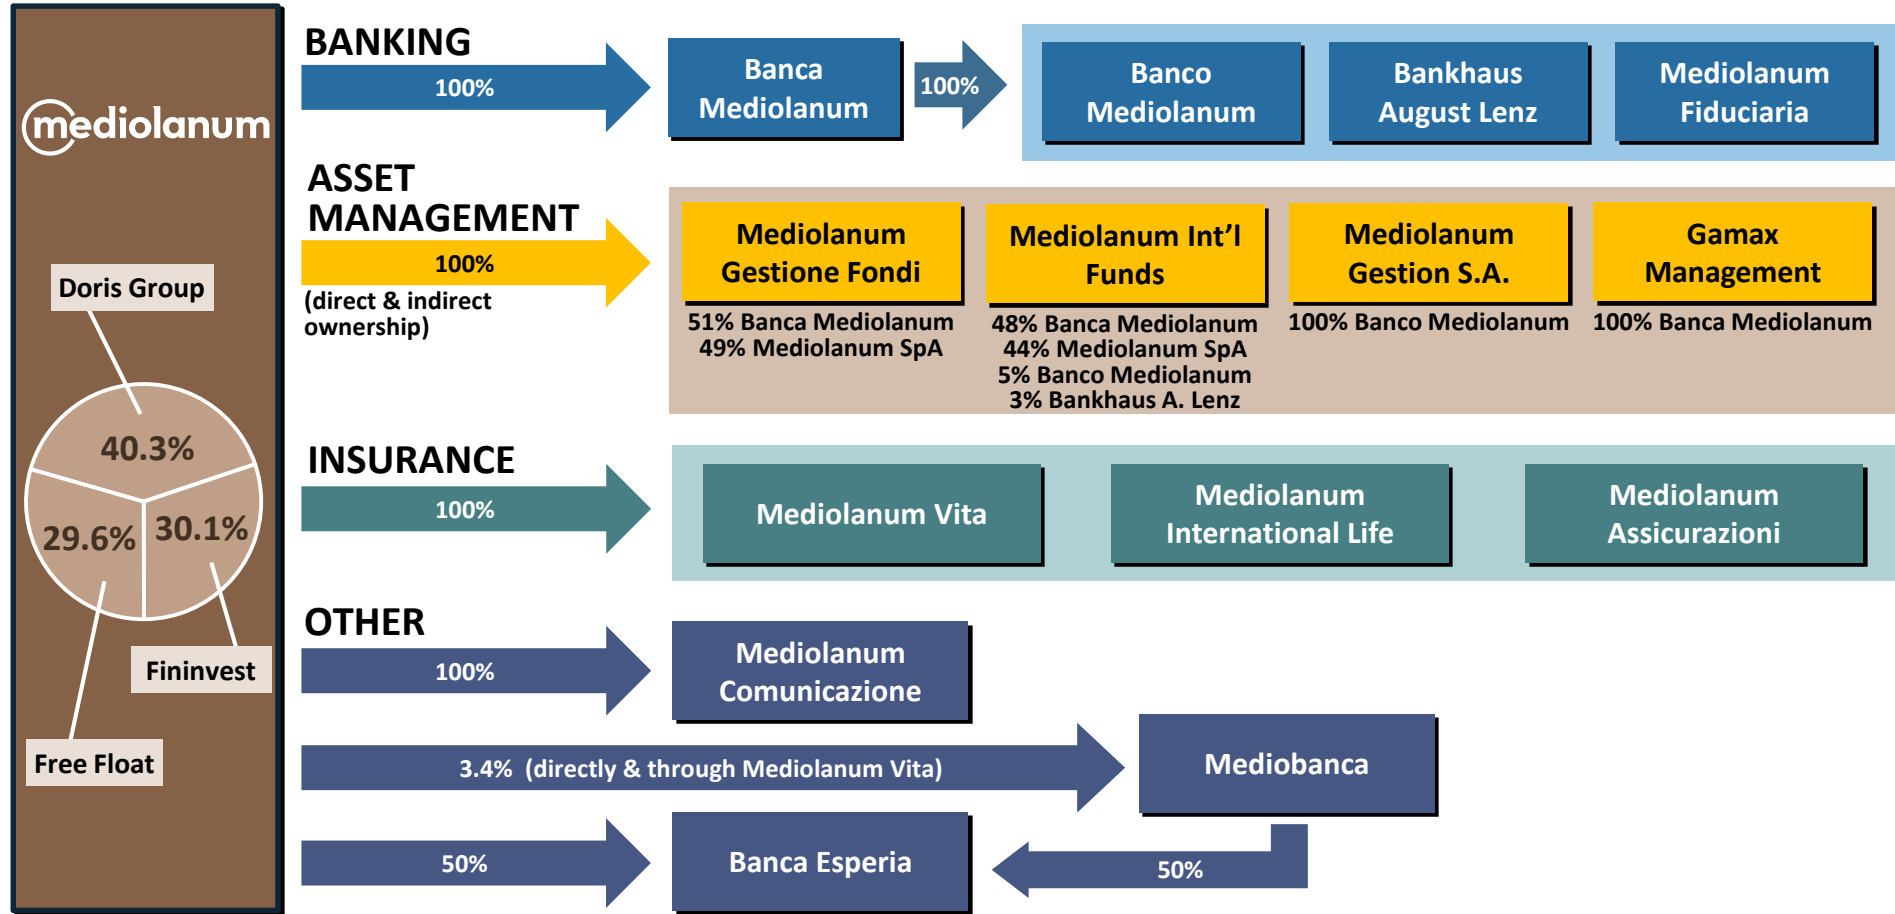 mediolanum
Doris Group
40.3%
29.6%
30.1%
Fininvest
Free Float
BANKING
100%
Banca
Mediolanum
100%
Banco
Mediolanum
Bankhaus
August Lenz
Mediolanum
Fiduciaria
ASSET
MANAGEMENT
100%
(direct & indirect
ownership)
Mediolanum
Gestione Fondi
51% Banca Mediolanum
49% Mediolanum SpA
Mediolanum Int'l
Funds
48% Banca Mediolanum
44% Mediolanum SpA
5% Banco Mediolanum
3% Bankhaus A. Lenz
Mediolanum
Gestion S.A.
100% Banco Mediolanum
Gamax
Management
100% Banca Mediolanum
INSURANCE
100%
Mediolanum Vita
Mediolanum
International Life
Mediolanum
Assicurazioni
OTHER
100%
Mediolanum
Comunicazione
3.4% (directly & through Mediolanum Vita)
Mediobanca
50%
Banca Esperia
50%